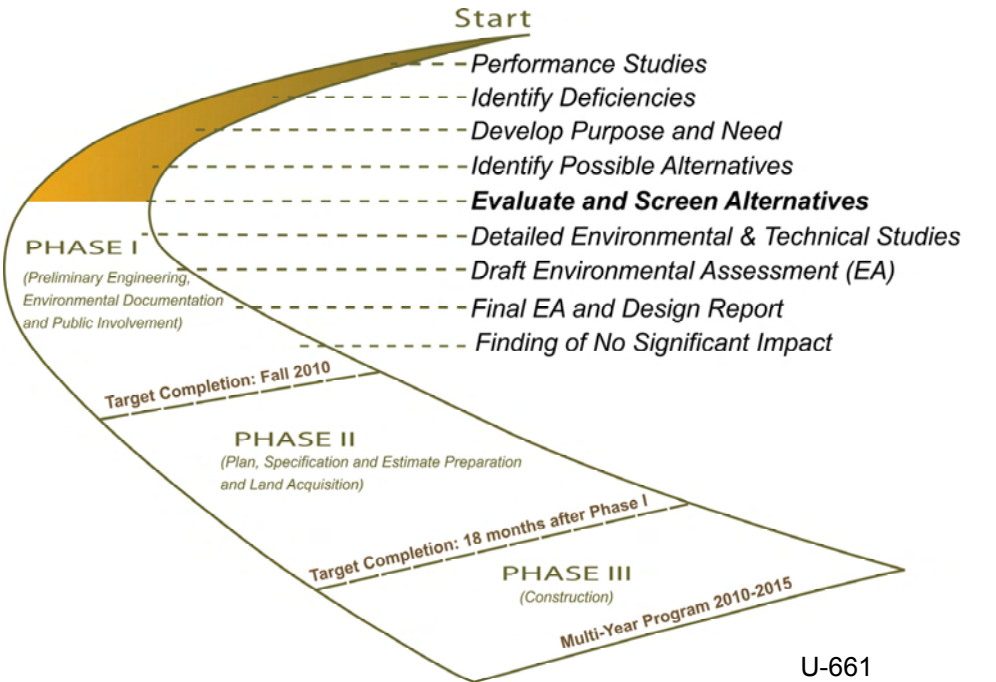 Start
Performance Studies
Identify Deficiencies
Develop Purpose and Need
Identify Possible Alternatives
Evaluate and Screen Alternatives
Detailed Environmental & Technical Studies
Draft Environmental Assessment (EA)
Final EA and Design Report
Finding of No Significant Impact
PHASE I
(Preliminary Engineering,
Environmental Documentation
and Public Involvement)
Target Completion: Fall 2010
PHASE II
(Plan, Specification and Estimate Preparation
and Land Acquisition)
Target Completion: 18 months after Phase I
PHASE III
(Construction)
Multi-Year Program 2010-2015
U-661